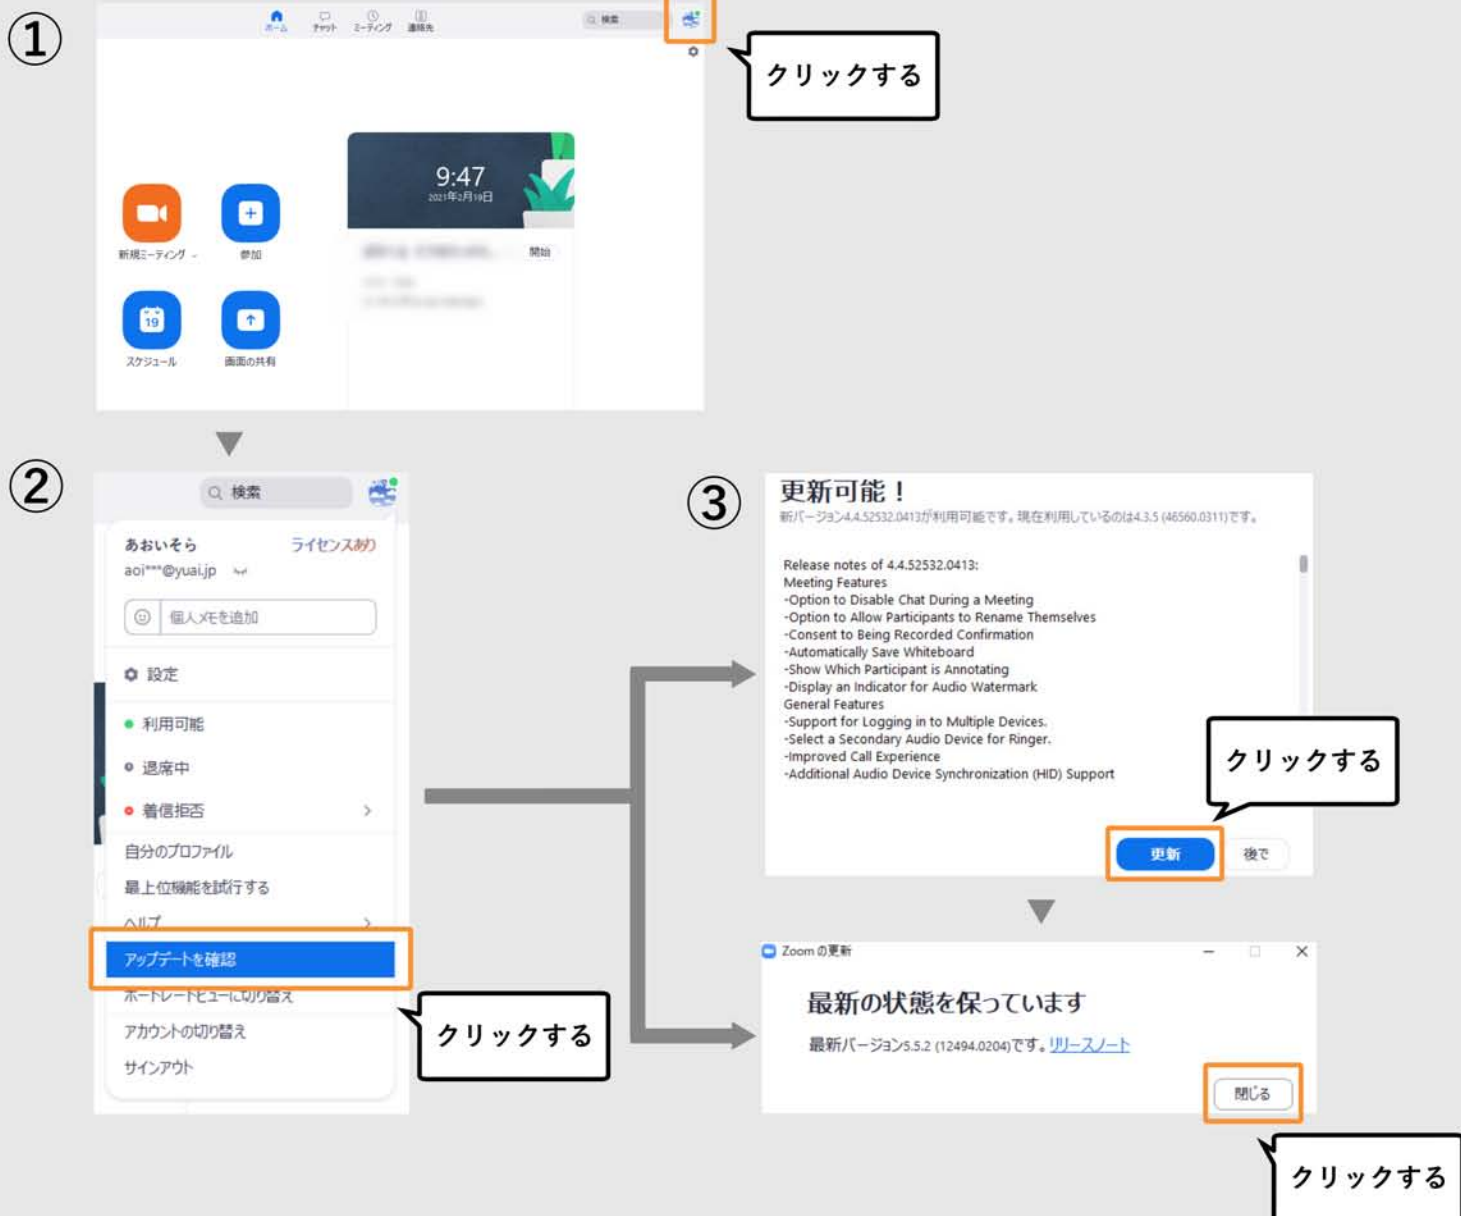 ①
ホーム
チャット
ミーティング
連絡先
検索
クリックする
9:47
2021年2月19日
新規ミーティング
参加
開始
19
スケジュール
画面の共有
②
検索
あおいそら
ライセンスあり
aoi***@yuai.jp
個人メモを追加
設定
利用可能
退席中
着信拒否
自分のプロファイル
最上位機能を試行する
ヘルプ
アップデートを確認
ポートレートビューに切り替え
アカウントの切り替え
サインアウト
クリックする
③
更新可能！
新バージョン4.4.52532.0413が利用可能です。現在利用しているのは4.3.5 (46560.0311)です。
Release notes of 4.4.52532.0413:
Meeting Features
-Option to Disable Chat During a Meeting
-Option to Allow Participants to Rename Themselves
-Consent to Being Recorded Confirmation
-Automatically Save Whiteboard
-Show Which Participant is Annotating
-Display an Indicator for Audio Watermark
General Features
-Support for Logging in to Multiple Devices.
-Select a Secondary Audio Device for Ringer.
-Improved Call Experience
-Additional Audio Device Synchronization (HID) Support
クリックする
更新
後で
Zoom の更新
最新の状態を保っています
最新バージョン5.5.2 (12494.0204)です。リリースノート
閉じる
クリックする